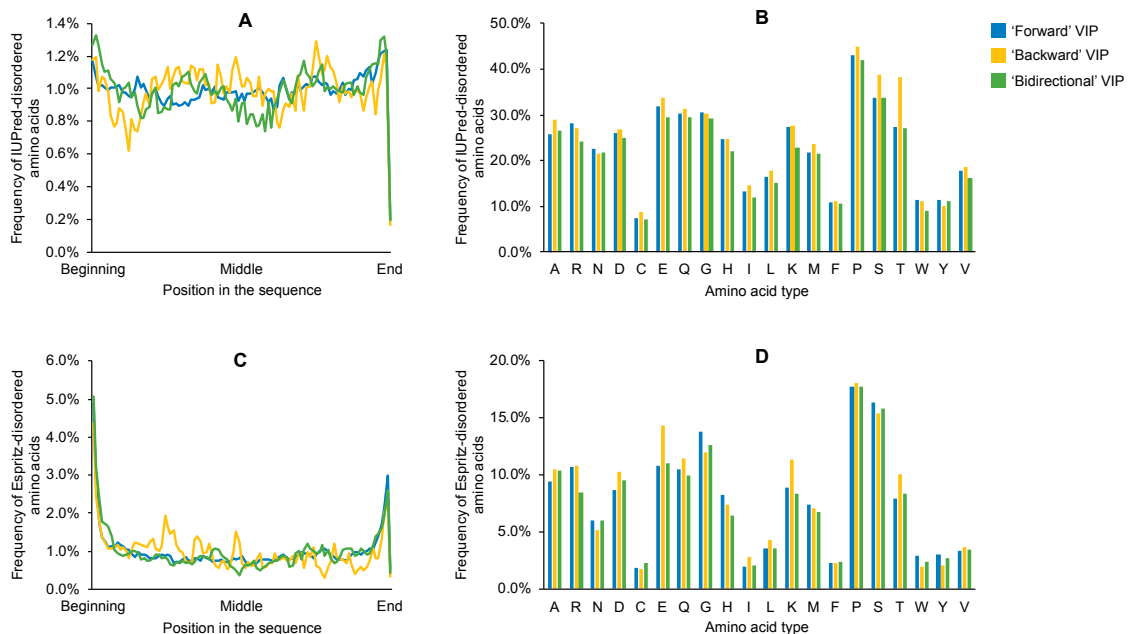 A
Frequency of IUPred-disordered
amino acids
1.4%
1.2%
1.0%
0.8%
0.6%
0.4%
0.2%
0.0%
Beginning Middle End
Position in the sequence
B
Frequency of IUPred-disordered
amino acids
50.0%
40.0%
30.0%
20.0%
10.0%
0.0%
A R N D C E Q G H I L K M F P S T W Y V
Amino acid type
'Forward' VIP
'Backward' VIP
'Bidirectional' VIP
C
Frequency of Espritz-disordered
amino acids
6.0%
5.0%
4.0%
3.0%
2.0%
1.0%
0.0%
Beginning Middle End
Position in the sequence
D
Frequency of Espritz-disordered
amino acids
20.0%
15.0%
10.0%
5.0%
0.0%
A R N D C E Q G H I L K M F P S T W Y V
Amino acid type